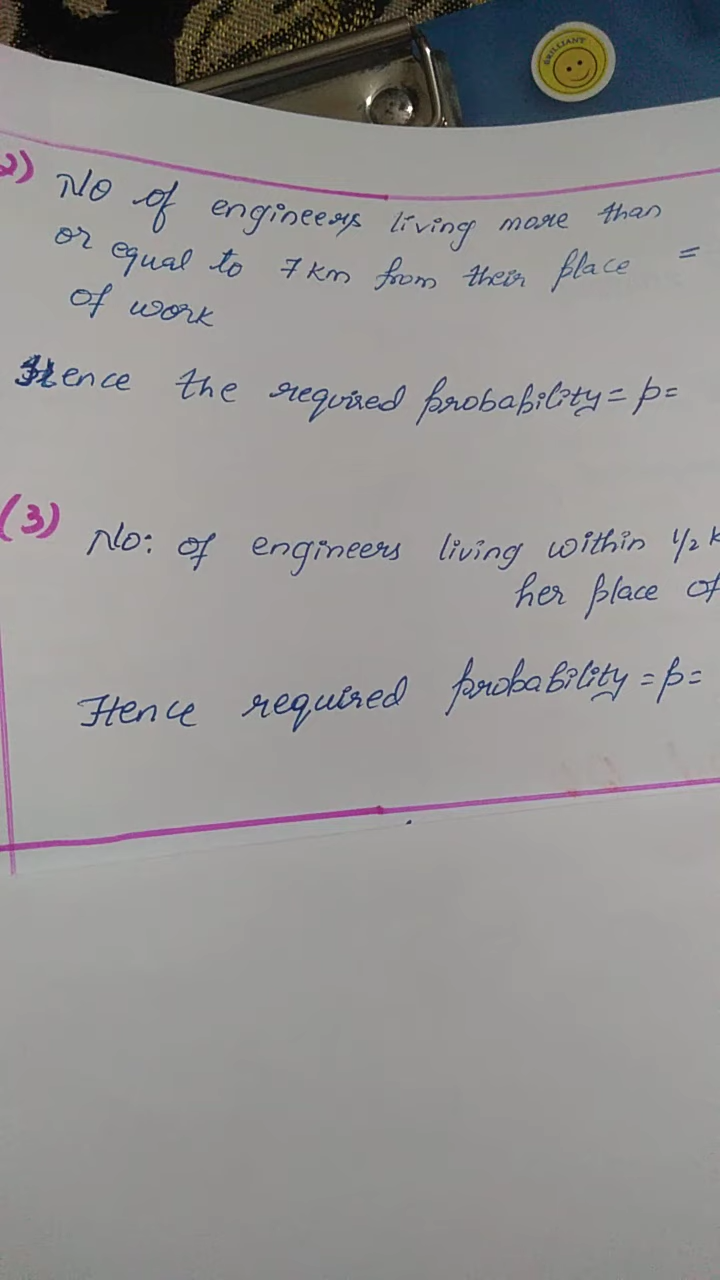 BRILLIANT
2) No of engineers living more than
or equal to 7 km from their place =
of work
Hence the required probability = p =
(3) No: of engineers living within 1/2 k
her place of
Hence required probability = p =